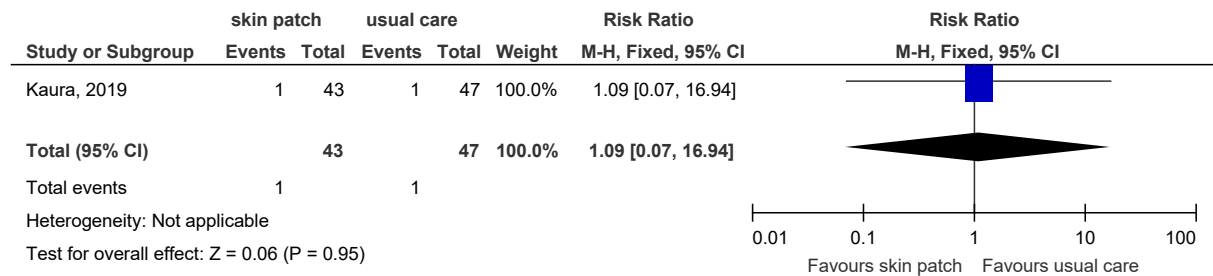 skin patch usual care Risk Ratio Risk Ratio
Study or Subgroup Events Total Events Total Weight M-H, Fixed, 95% CI M-H, Fixed, 95% CI
Kaura, 2019 1 43 1 47 100.0% 1.09 [0.07, 16.94]
Total (95% CI) 43 47 100.0% 1.09 [0.07, 16.94]
Total events 1 1
Heterogeneity: Not applicable
Test for overall effect: Z = 0.06 (P = 0.95)
0.01 0.1 1 10 100
Favours skin patch Favours usual care